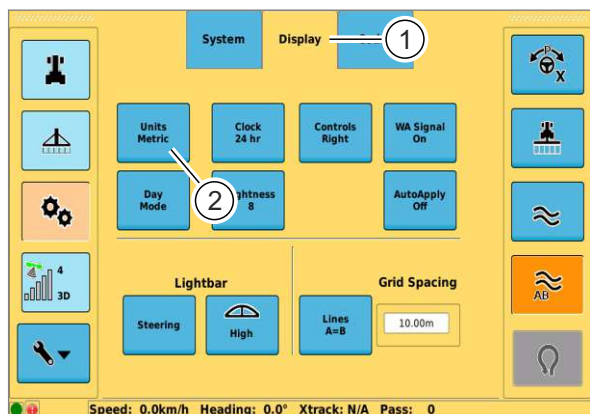 System
Display
1
Units
Metric
Clock
24 hr
Controls
Right
WA Signal
On
Day
Mode
2
8
AutoApply
Off
P
X
4
3D
Lightbar
Grid Spacing
Steering
High
Lines
A=B
10.00m
AB
Speed: 0.0km/h Heading: 0.0° Xtrack: N/A Pass: 0